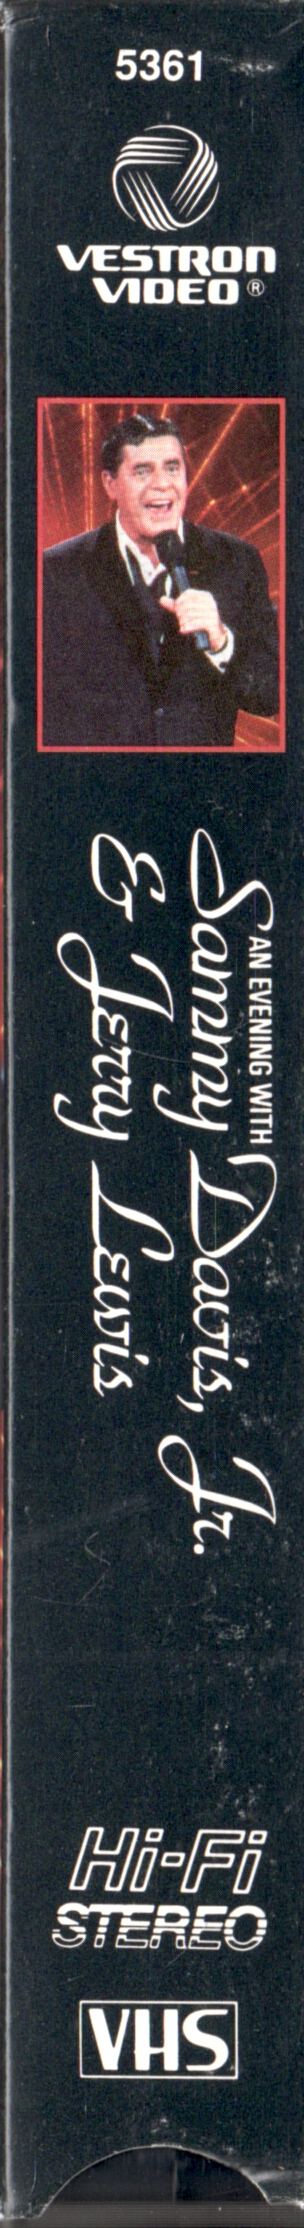 5361
VESTRON
VIDEO®
AN EVENING WITH
Sammy Davis, Jr.
& Jerry Lewis
Hi-Fi
STEREO
VHS